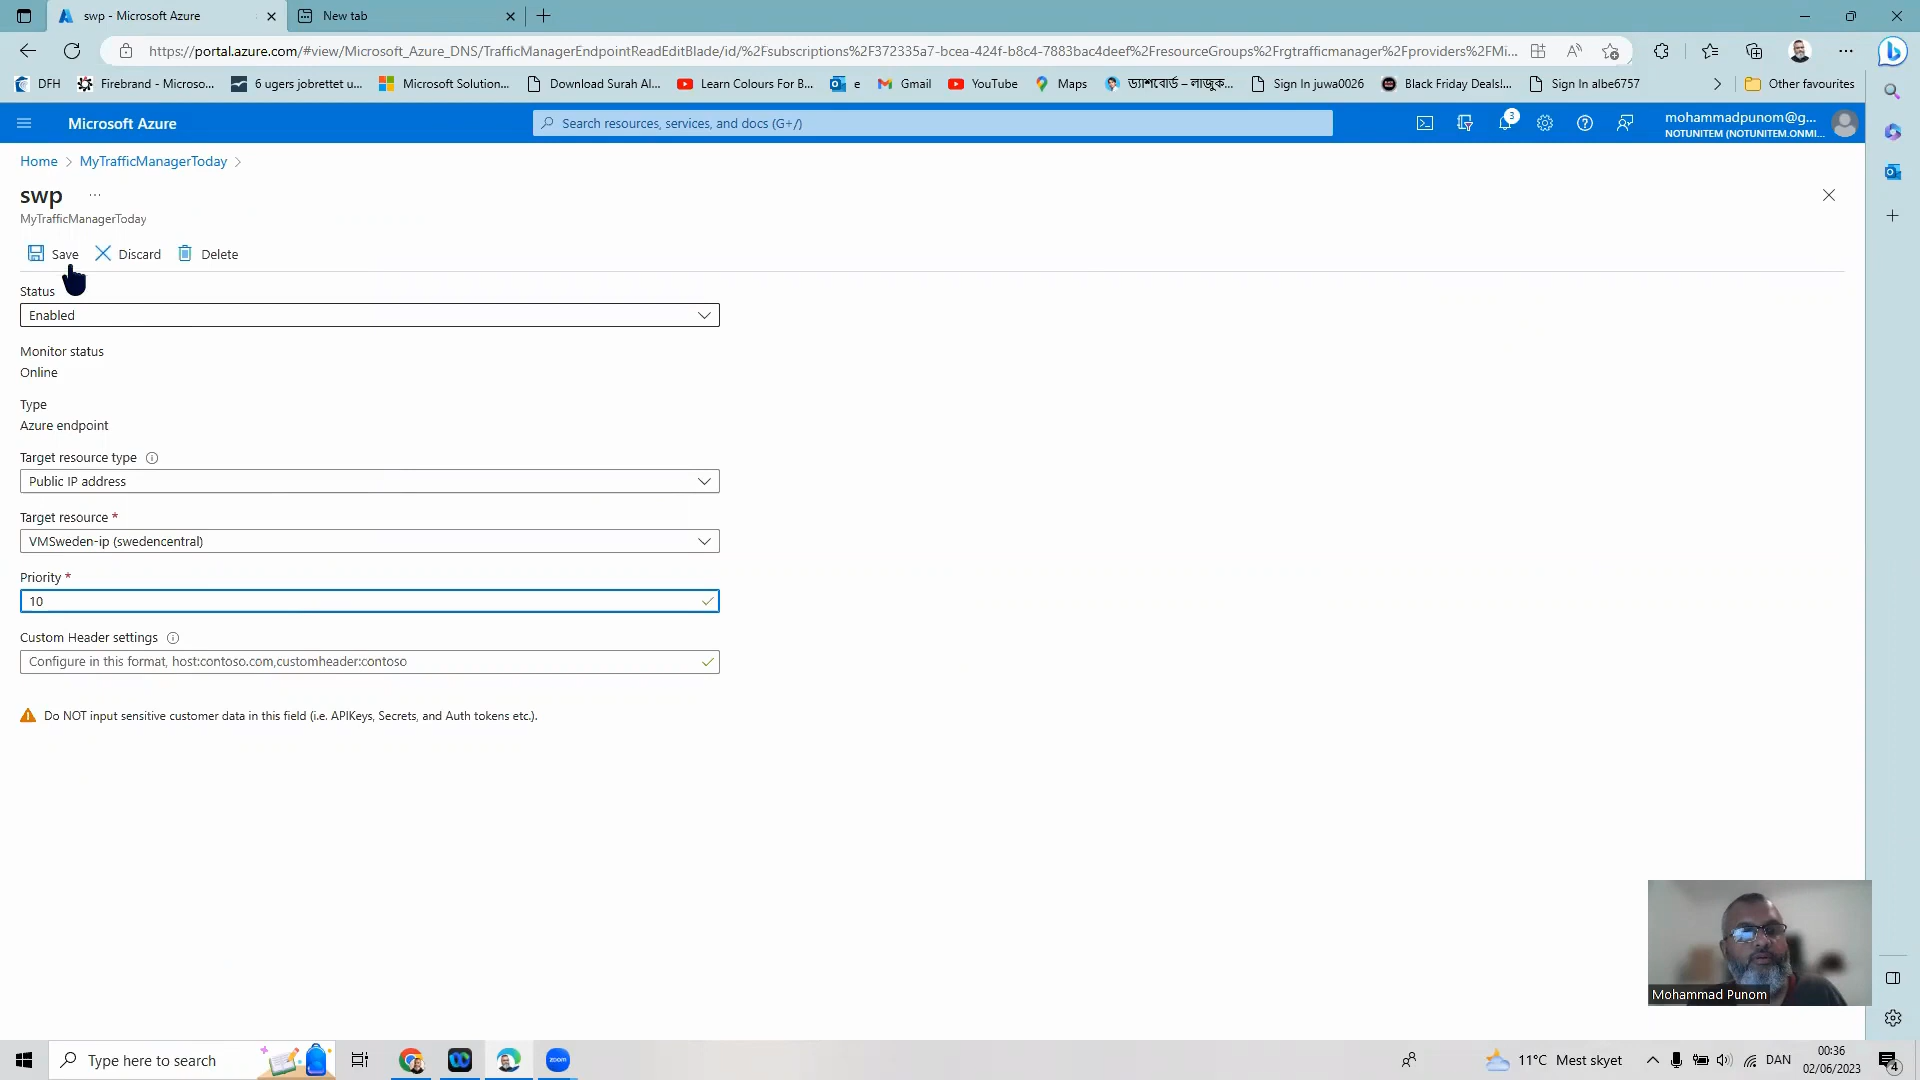 swp - Microsoft Azure
New tab
https://portal.azure.com/#view/Microsoft_Azure_DNS/TrafficManagerEndpointReadEditBlade/id/%2Fsubscriptions%2F372335a7-bcea-424f-b8c4-7883bac4deef%2FresourceGroups%2Frgtrafficmanager%2Fproviders%2FMi...
DFH
Firebrand - Microso...
6 ugers jobrettet u...
Microsoft Solution...
Download Surah Al...
Learn Colours For B...
e
Gmail
YouTube
Maps
ড্যাশবোর্ড – লাজুক...
Sign In juwa0026
Black Friday Deals!...
Sign In albe6757
Other favourites
Microsoft Azure
Search resources, services, and docs (G+/)
3
mohammadpunom@g...
NOTUNITEM (NOTUNITEM.ONMI...
Home > MyTrafficManagerToday >
swp ...
MyTrafficManagerToday
Save
Discard
Delete
Status
Enabled
Monitor status
Online
Type
Azure endpoint
Target resource type
Public IP address
Target resource *
VMSweden-ip (swedencentral)
Priority *
10
Custom Header settings
Configure in this format, host:contoso.com,customheader:contoso
Do NOT input sensitive customer data in this field (i.e. APIKeys, Secrets, and Auth tokens etc.).
Mohammad Punom
Type here to search
zoom
11°C Mest skyet
DAN
00:36
02/06/2023
4